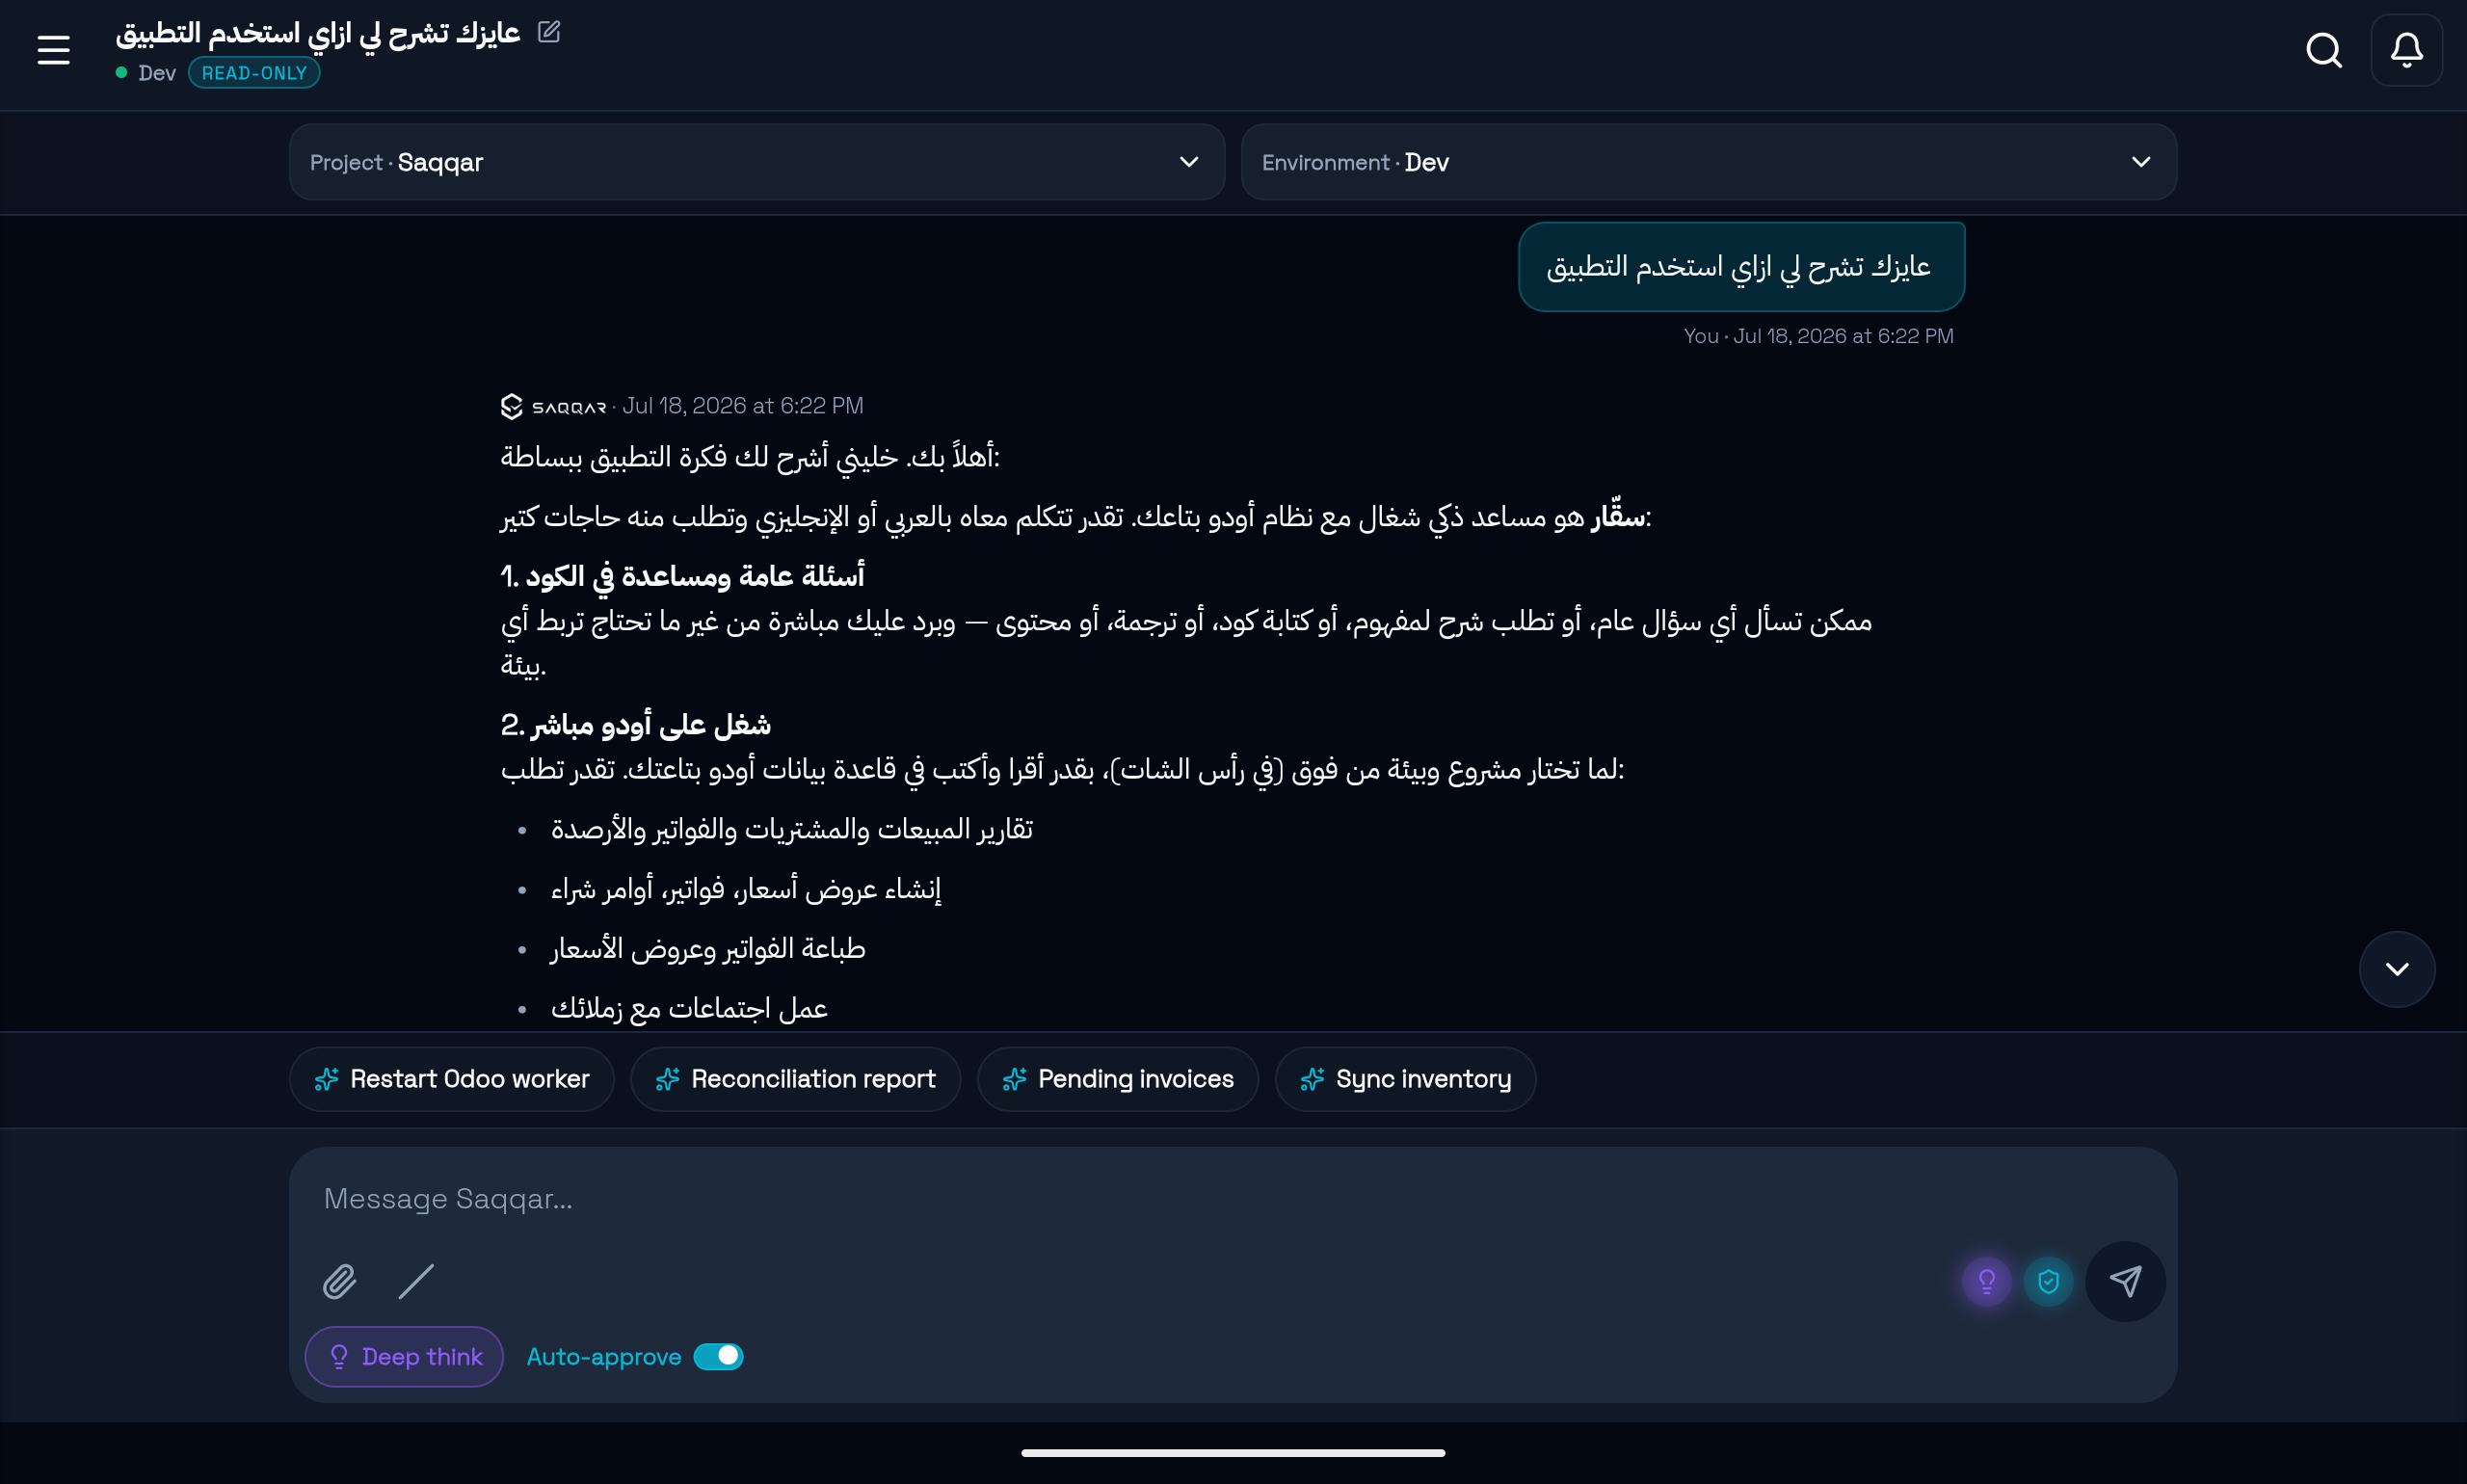 عايزك تشرح لي ازاي استخدم التطبيق
Dev READ-ONLY
Project · Saqqar
Environment · Dev
عايزك تشرح لي ازاي استخدم التطبيق
You · Jul 18, 2026 at 6:22 PM
SAQQAR · Jul 18, 2026 at 6:22 PM
أهلاً بك. خليني أشرح لك فكرة التطبيق ببساطة:
سقّار هو مساعد ذكي شغال مع نظام أودو بتاعك. تقدر تتكلم معاه بالعربي أو الإنجليزي وتطلب منه حاجات كتير:
1. أسئلة عامة ومساعدة في الكود
ممكن تسأل أي سؤال عام، أو تطلب شرح لمفهوم، أو كتابة كود، أو ترجمة، أو محتوى — وبرد عليك مباشرة من غير ما تحتاج تربط أي
بيئة.
2. شغل على أودو مباشر
لما تختار مشروع وبيئة من فوق (في رأس الشات)، بقدر أقرا وأكتب في قاعدة بيانات أودو بتاعتك. تقدر تطلب:
• تقارير المبيعات والمشتريات والفواتير والأرصدة
• إنشاء عروض أسعار، فواتير، أوامر شراء
• طباعة الفواتير وعروض الأسعار
• عمل اجتماعات مع زملائك
Restart Odoo worker
Reconciliation report
Pending invoices
Sync inventory
Message Saqqar...
Deep think
Auto-approve